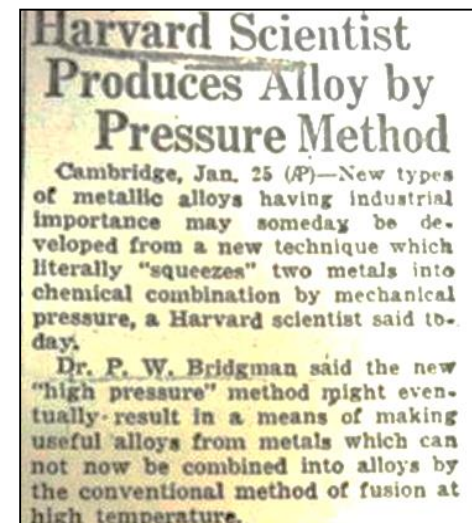 Harvard Scientist
Produces Alloy by
Pressure Method
Cambridge, Jan. 25 (AP)—New types
of metallic alloys having industrial
importance may someday be de-
veloped from a new technique which
literally "squeezes" two metals into
chemical combination by mechanical
pressure, a Harvard scientist said to-
day.
Dr. P. W. Bridgman said the new
"high pressure" method might even-
tually result in a means of making
useful alloys from metals which can
not now be combined into alloys by
the conventional method of fusion at
high temperature.